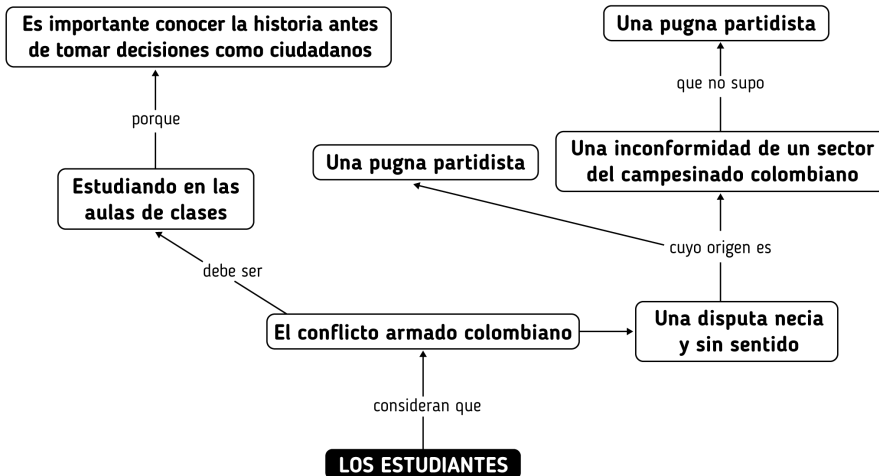 Es importante conocer la historia antes
de tomar decisiones como ciudadanos
Una pugna partidista
que no supo
porque
Una pugna partidista
Una inconformidad de un sector
del campesinado colombiano
Estudiando en las
aulas de clases
cuyo origen es
debe ser
El conflicto armado colombiano
Una disputa necia
y sin sentido
consideran que
LOS ESTUDIANTES